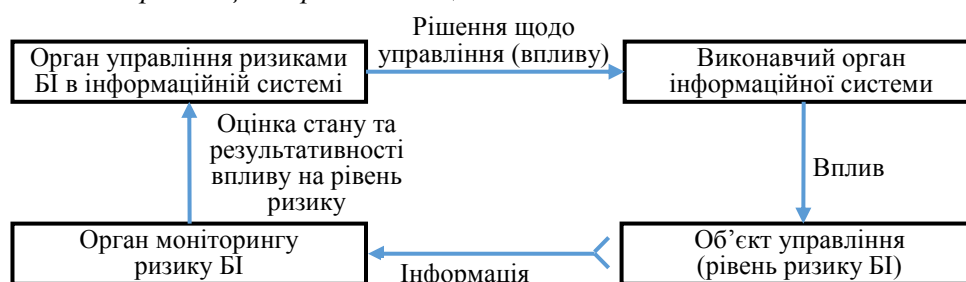 Рішення щодо
управління (впливу)
Орган управління ризиками
БІ в інформаційній системі
Виконавчий орган
інформаційної системи
Оцінка стану та
результативності
впливу на рівень
ризику
Вплив
Орган моніторингу
ризику БІ
Інформація
Об’єкт управління
(рівень ризику БІ)